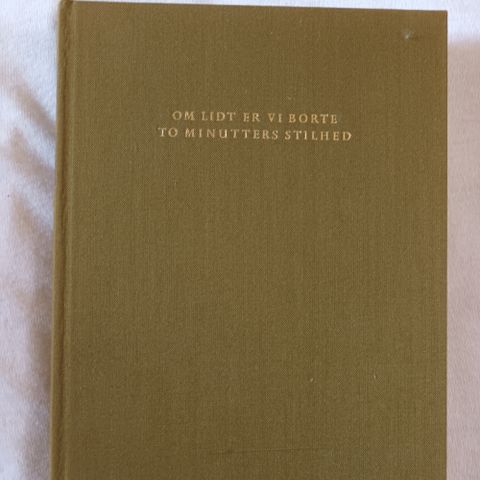 OM LIDT ER VI BORTE
TO MINUTTERS STILHED